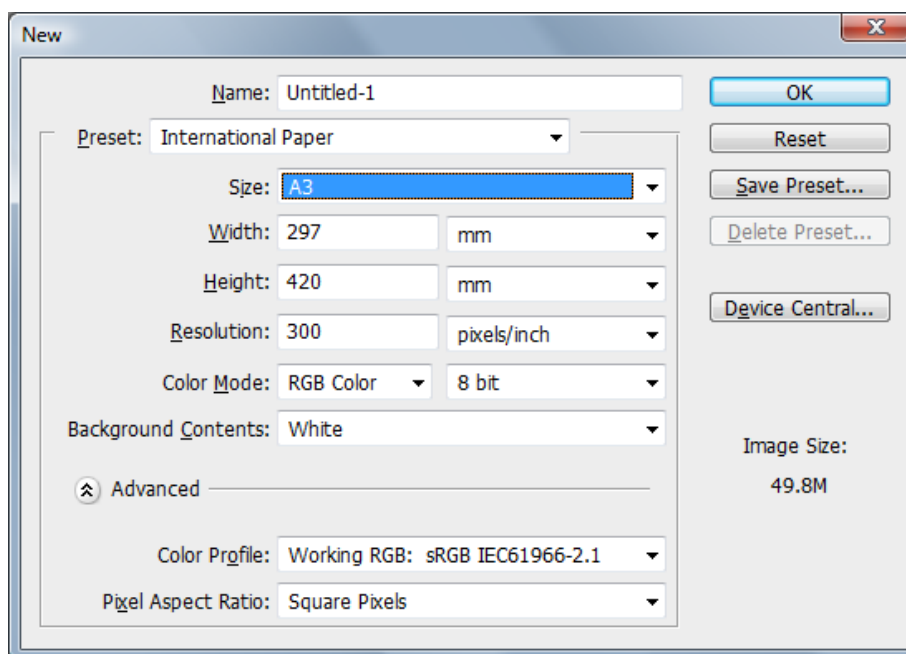 New
Name: Untitled-1
OK
Preset: International Paper
Reset
Size: A3
Save Preset...
Width: 297 mm
Delete Preset...
Height: 420 mm
Device Central...
Resolution: 300 pixels/inch
Color Mode: RGB Color 8 bit
Background Contents: White
Image Size:
49.8M
Advanced
Color Profile: Working RGB: sRGB IEC61966-2.1
Pixel Aspect Ratio: Square Pixels